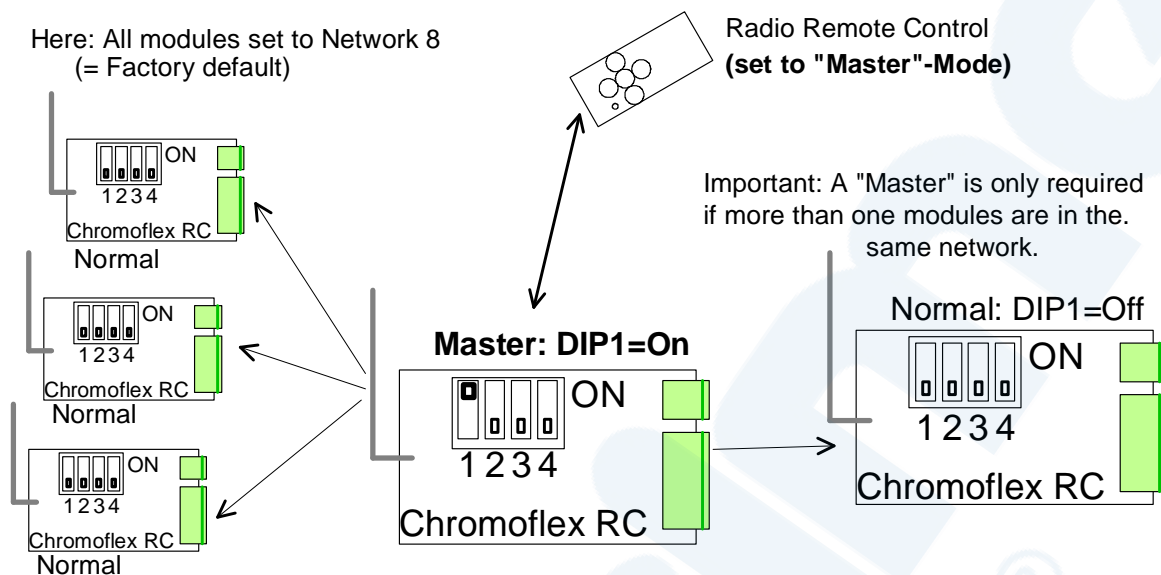 Here: All modules set to Network 8
(= Factory default)
Radio Remote Control
(set to "Master"-Mode)
Important: A "Master" is only required
if more than one modules are in the.
same network.
ON
1234
Chromoflex RC
Normal
ON
1234
Chromoflex RC
Normal
ON
1234
Chromoflex RC
Normal
Master: DIP1=On
ON
1234
Chromoflex RC
Normal: DIP1=Off
ON
1234
Chromoflex RC